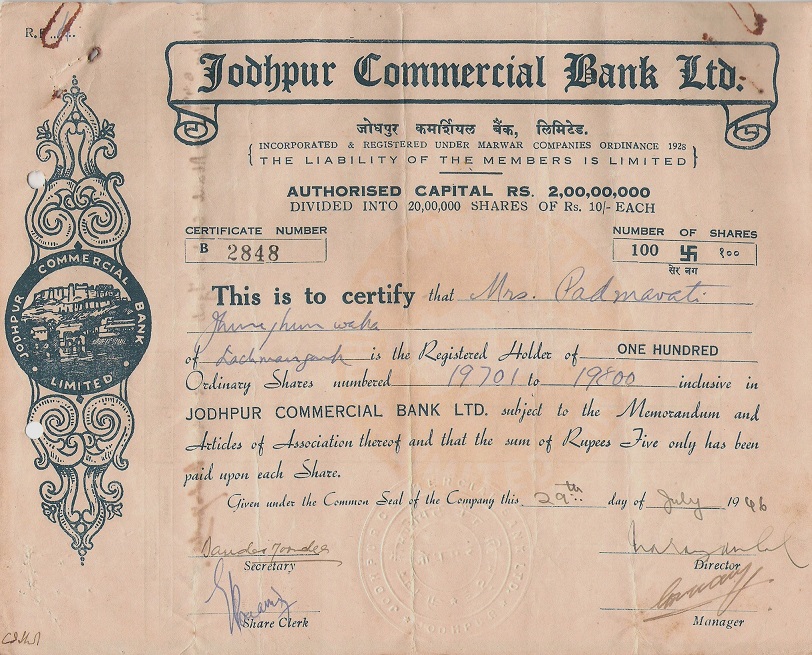 R.F.
Jodhpur Commercial Bank Ltd.
जोधपुर कमर्शियल बैंक, लिमिटेड.
INCORPORATED & REGISTERED UNDER MARWAR COMPANIES ORDINANCE 1928
THE LIABILITY OF THE MEMBERS IS LIMITED
AUTHORISED CAPITAL RS. 2,00,00,000
DIVIDED INTO 20,00,000 SHARES OF Rs. 10/- EACH
CERTIFICATE NUMBER
B 2848
NUMBER OF SHARES
100 卐 १००
सेर नग
JODHPUR COMMERCIAL BANK LIMITED
This is to certify that Mrs. Padmavati
Jhunjhunwala
of Lachmangarh is the Registered Holder of ONE HUNDRED
Ordinary Shares numbered 19701 to 19800 inclusive in
JODHPUR COMMERCIAL BANK LTD. subject to the Memorandum and
Articles of Association thereof and that the sum of Rupees Five only has been
paid upon each Share.
Given under the Common Seal of the Company this 29th day of July 1946
Secretary
Director
Share Clerk
Manager